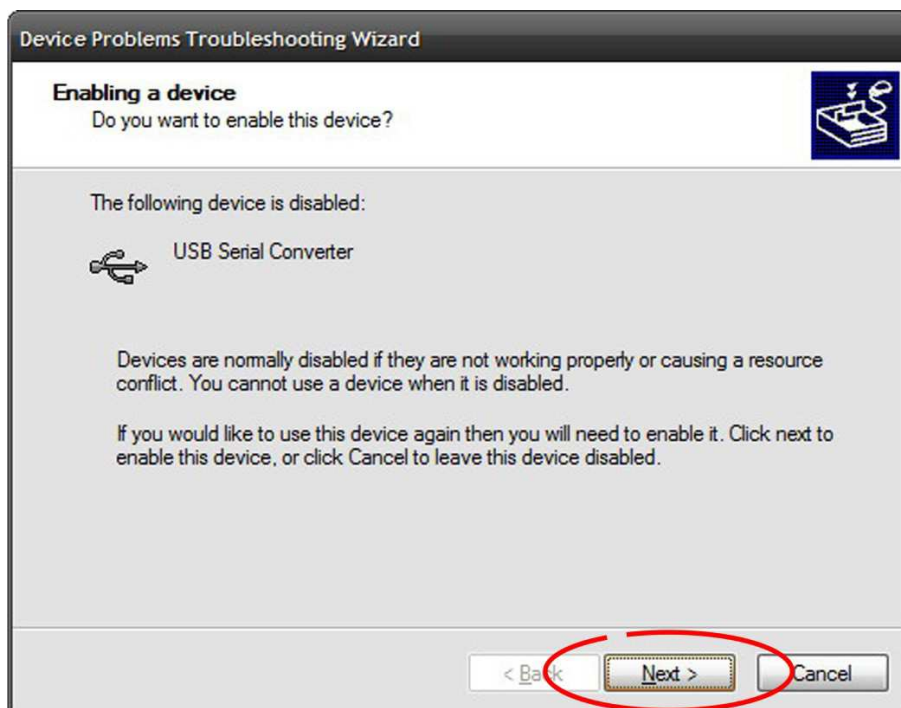 Device Problems Troubleshooting Wizard
Enabling a device
Do you want to enable this device?
The following device is disabled:
USB Serial Converter
Devices are normally disabled if they are not working properly or causing a resource
conflict. You cannot use a device when it is disabled.
If you would like to use this device again then you will need to enable it. Click next to
enable this device, or click Cancel to leave this device disabled.
< Back Next > Cancel